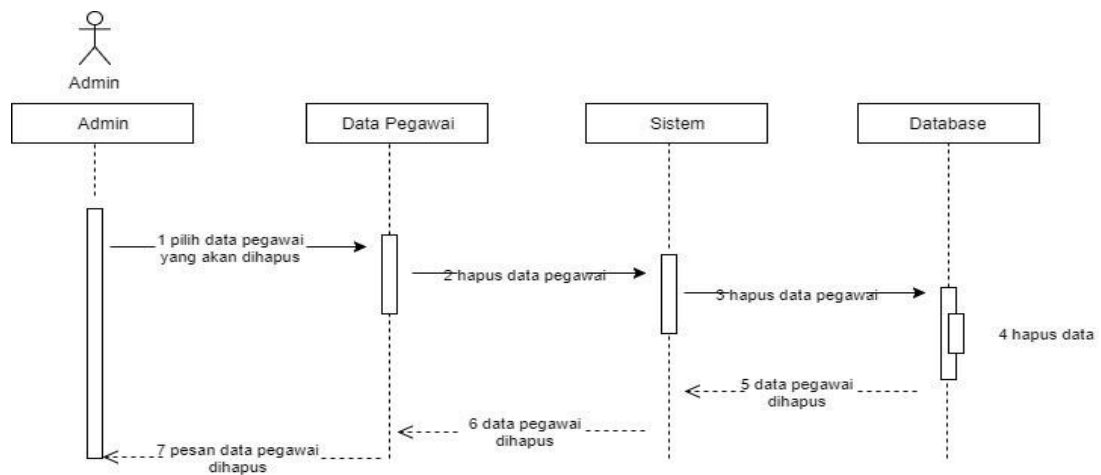 Admin
Admin
Data Pegawai
Sistem
Database
1 pilih data pegawai
yang akan dihapus
2 hapus data pegawai
3 hapus data pegawai
4 hapus data
5 data pegawai
dihapus
6 data pegawai
dihapus
7 pesan data pegawai
dihapus